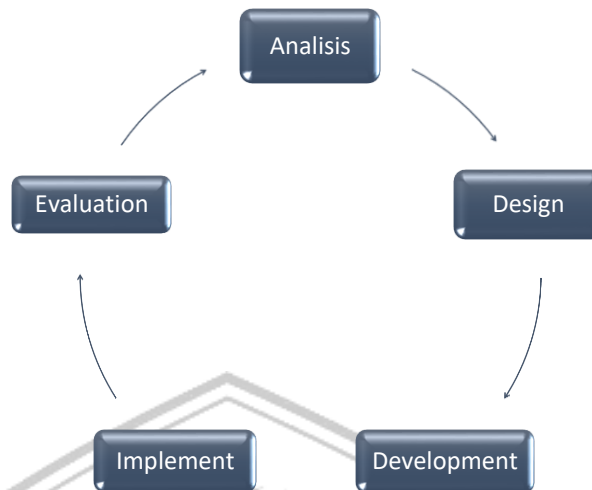 Analisis
Design
Development
Implement
Evaluation